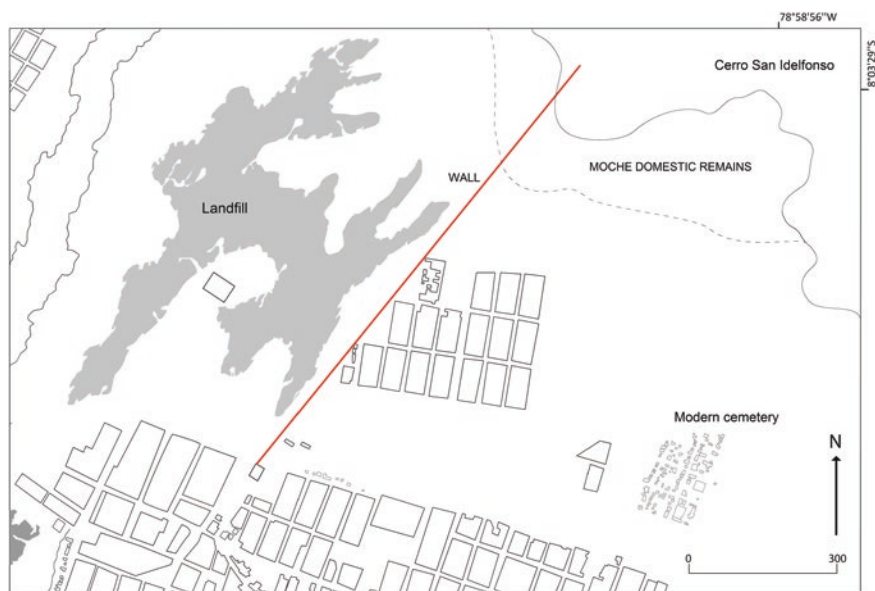 78°58'56"W
8°03'29"S
Cerro San Idelfonso
MOCHE DOMESTIC REMAINS
WALL
Landfill
Modern cemetery
N
0 300